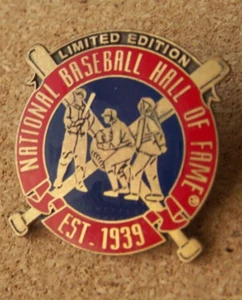 LIMITED EDITION
NATIONAL BASEBALL HALL OF FAME
EST. 1939